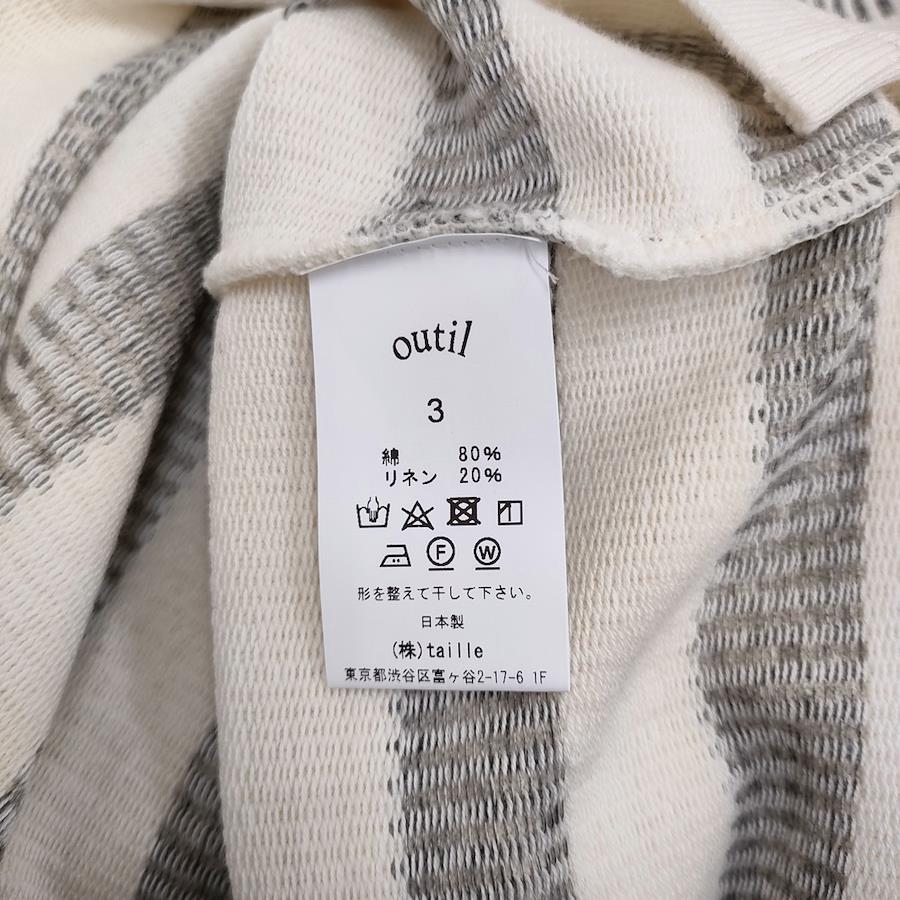 outil
3
綿 80%
リネン 20%
F W
形を整えて干して下さい。
日本製
(株)taille
東京都渋谷区富ヶ谷2-17-6 1F